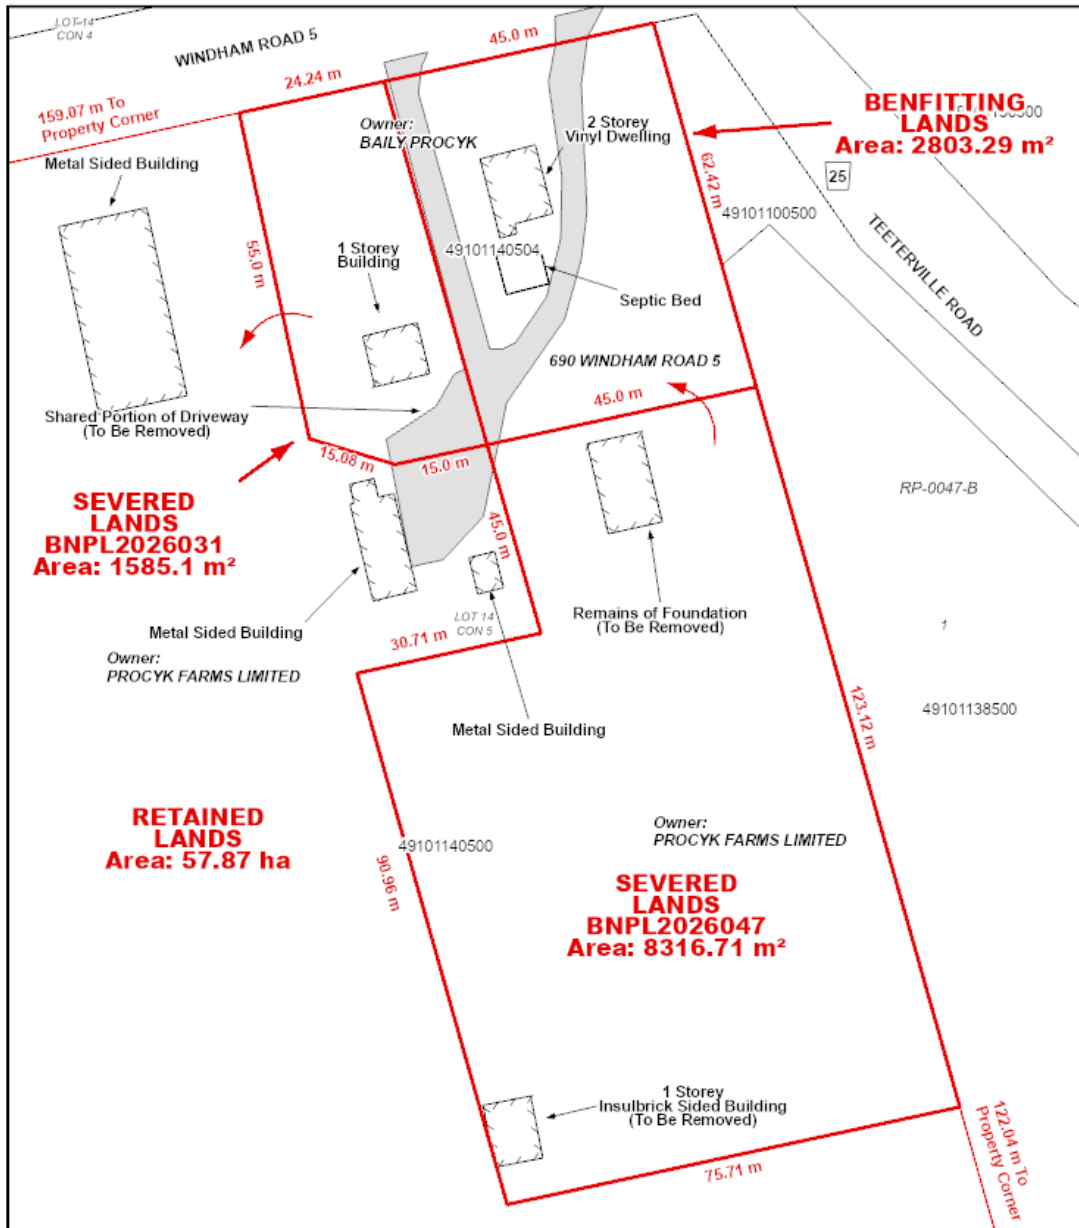 LOT 14
CON 4
WINDHAM ROAD 5
45.0 m
24.24 m
159.07 m To
Property Corner
Metal Sided Building
Owner:
BAILY PROCYK
2 Storey
Vinyl Dwelling
BENFITTING
LANDS
Area: 2803.29 m²
25
62.42 m
49101100500
TEETERVILLE ROAD
55.0 m
1 Storey
Building
49101140504
Septic Bed
690 WINDHAM ROAD 5
45.0 m
Shared Portion of Driveway
(To Be Removed)
15.08 m
15.0 m
SEVERED
LANDS
BNPL2026031
Area: 1585.1 m²
45.0 m
RP-0047-B
Metal Sided Building
LOT 14
CON 5
Remains of Foundation
(To Be Removed)
1
30.71 m
Owner:
PROCYK FARMS LIMITED
Metal Sided Building
123.12 m
49101138500
RETAINED
LANDS
Area: 57.87 ha
49101140500
90.96 m
Owner:
PROCYK FARMS LIMITED
SEVERED
LANDS
BNPL2026047
Area: 8316.71 m²
1 Storey
Insulbrick Sided Building
(To Be Removed)
75.71 m
122.04 m To
Property Corner